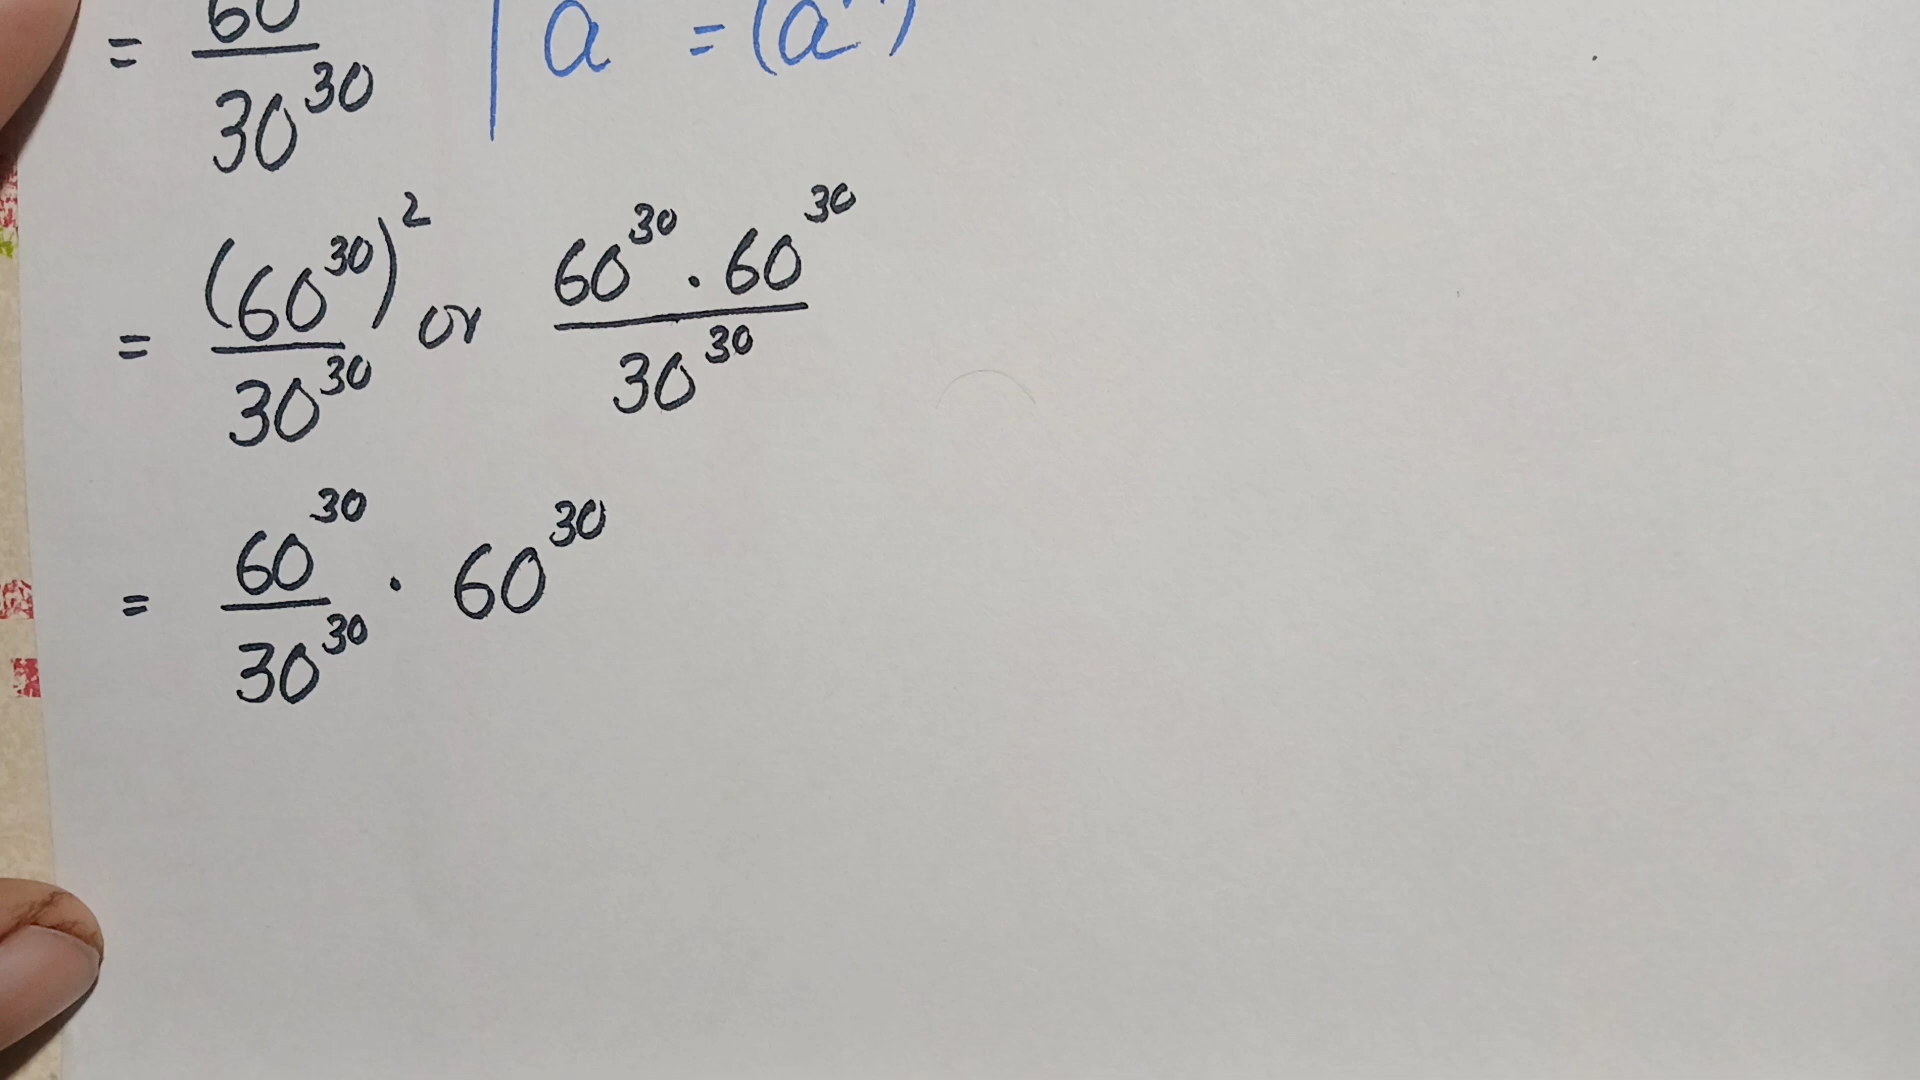 = 60/30^30 | a = (a
= (60^30)^2/30^30 or 60^30 . 60^30/30^30
= 60^30/30^30 . 60^30